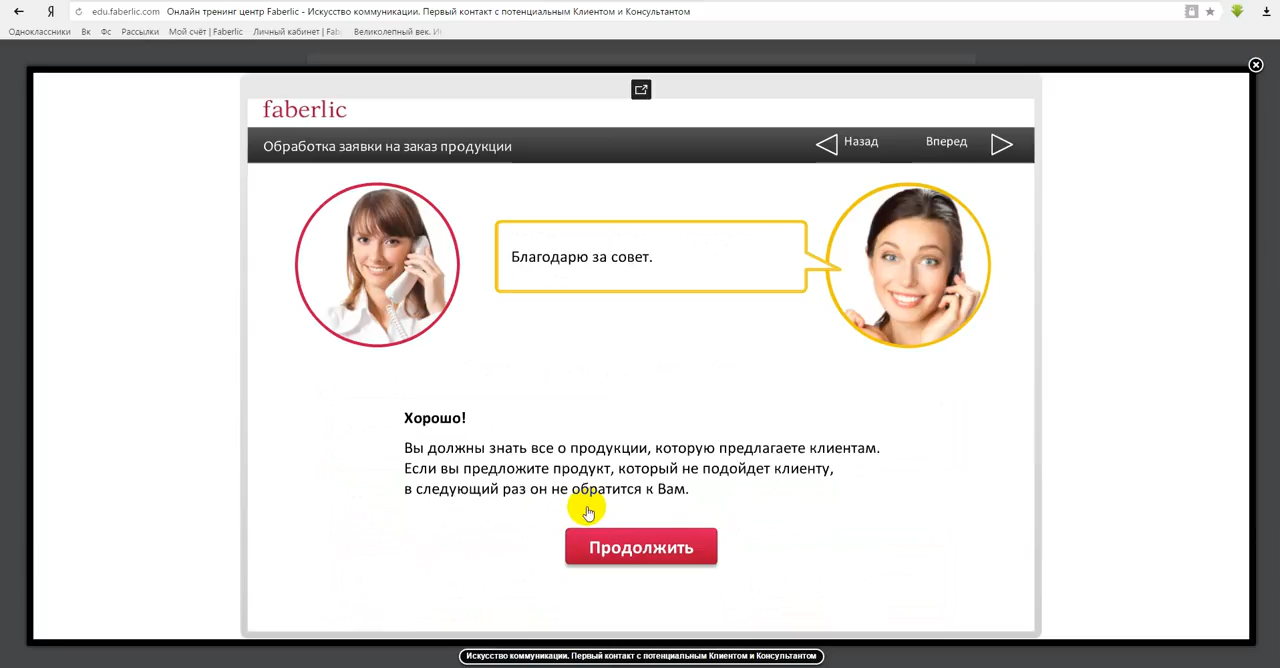 edu.faberlic.com Онлайн тренинг центр Faberlic - Искусство коммуникации. Первый контакт с потенциальным Клиентом и Консультантом
Одноклассники Вк Фс Рассылки Мой счёт | Faberlic Личный кабинет | Fab Великолепный век. И
faberlic
Обработка заявки на заказ продукции Назад Вперед
Благодарю за совет.
Хорошо!
Вы должны знать все о продукции, которую предлагаете клиентам.
Если вы предложите продукт, который не подойдет клиенту,
в следующий раз он не обратится к Вам.
Продолжить
Искусство коммуникации. Первый контакт с потенциальным Клиентом и Консультантом